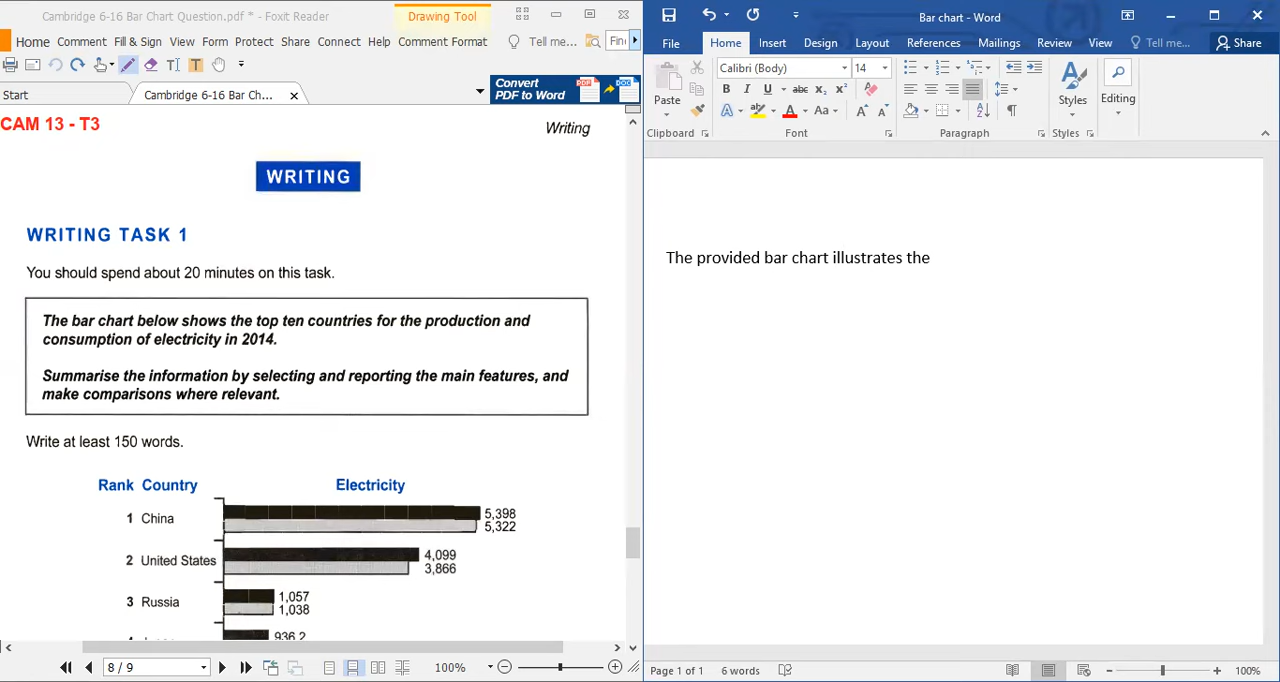 Cambridge 6-16 Bar Chart Question.pdf * - Foxit Reader
Drawing Tool
Home Comment Fill & Sign View Form Protect Share Connect Help Comment Format
Tell me...
Convert
PDF to Word
Start
Cambridge 6-16 Bar Ch...
CAM 13 - T3
Writing
WRITING
WRITING TASK 1
You should spend about 20 minutes on this task.
The bar chart below shows the top ten countries for the production and
consumption of electricity in 2014.
Summarise the information by selecting and reporting the main features, and
make comparisons where relevant.
Write at least 150 words.
Rank Country Electricity
1 China 5,398
5,322
2 United States 4,099
3,866
3 Russia 1,057
1,038
936.2
8 / 9
100%
Bar chart - Word
File Home Insert Design Layout References Mailings Review View Tell me... Share
Paste
Calibri (Body) 14
Styles
Editing
Clipboard Font Paragraph Styles
The provided bar chart illustrates the
Page 1 of 1 6 words
100%